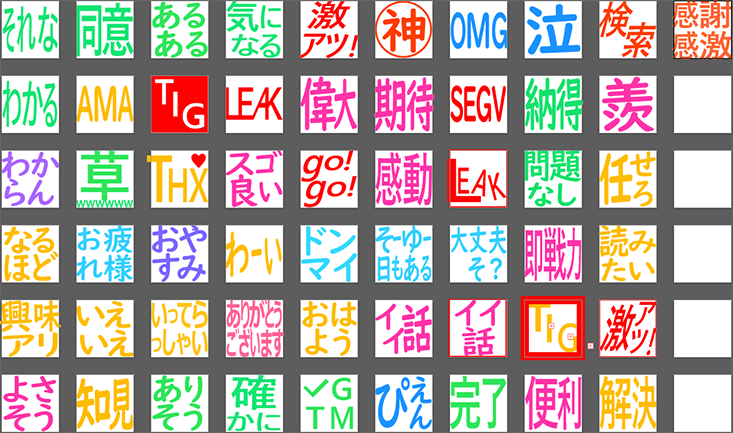 それな 同意 あるある 気になる 激アツ! 神 OMG 泣 検索 感謝感激
わかる AMA TIG LEAK 偉大 期待 SEGV 納得 羨
わからん 草wwwwwww THX♥ スゴ良い go!go! 感動 LEAK 問題なし 任せろ
なるほど お疲れ様 おやすみ わーい ドンマイ そーゆー日もある 大丈夫そ? 即戦力 読みたい
興味アリ いえいえ いってらっしゃい ありがとうございます おはよう イイ話 イイ話 TIG 激アツ!
よさそう 知見 ありそう 確かに ✓GTM ぴえん 完了 便利 解決